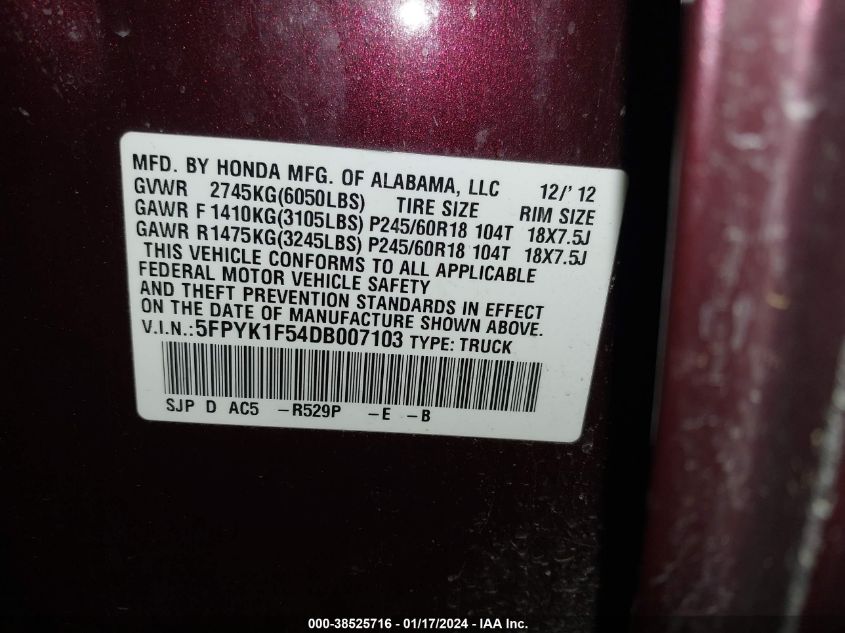 MFD. BY HONDA MFG. OF ALABAMA, LLC 12/' 12
GVWR 2745KG(6050LBS) TIRE SIZE RIM SIZE
GAWR F 1410KG(3105LBS) P245/60R18 104T 18X7.5J
GAWR R1475KG(3245LBS) P245/60R18 104T 18X7.5J
THIS VEHICLE CONFORMS TO ALL APPLICABLE
FEDERAL MOTOR VEHICLE SAFETY
AND THEFT PREVENTION STANDARDS IN EFFECT
ON THE DATE OF MANUFACTURE SHOWN ABOVE.
V.I.N.:5FPYK1F54DB007103 TYPE: TRUCK
SJP D AC5 -R529P -E -B
000-38525716 - 01/17/2024 - IAA Inc.